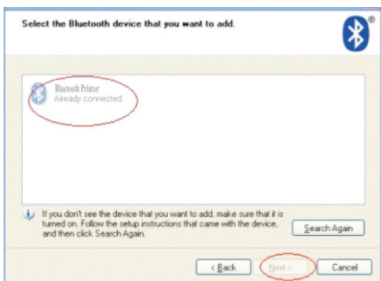 Select the Bluetooth device that you want to add.
®
Bluetooth Printer
Already connected
If you don't see the device that you want to add, make sure that it is
turned on. Follow the setup instructions that came with the device,
and then click Search Again.
Search Again
< Back
Next >
Cancel